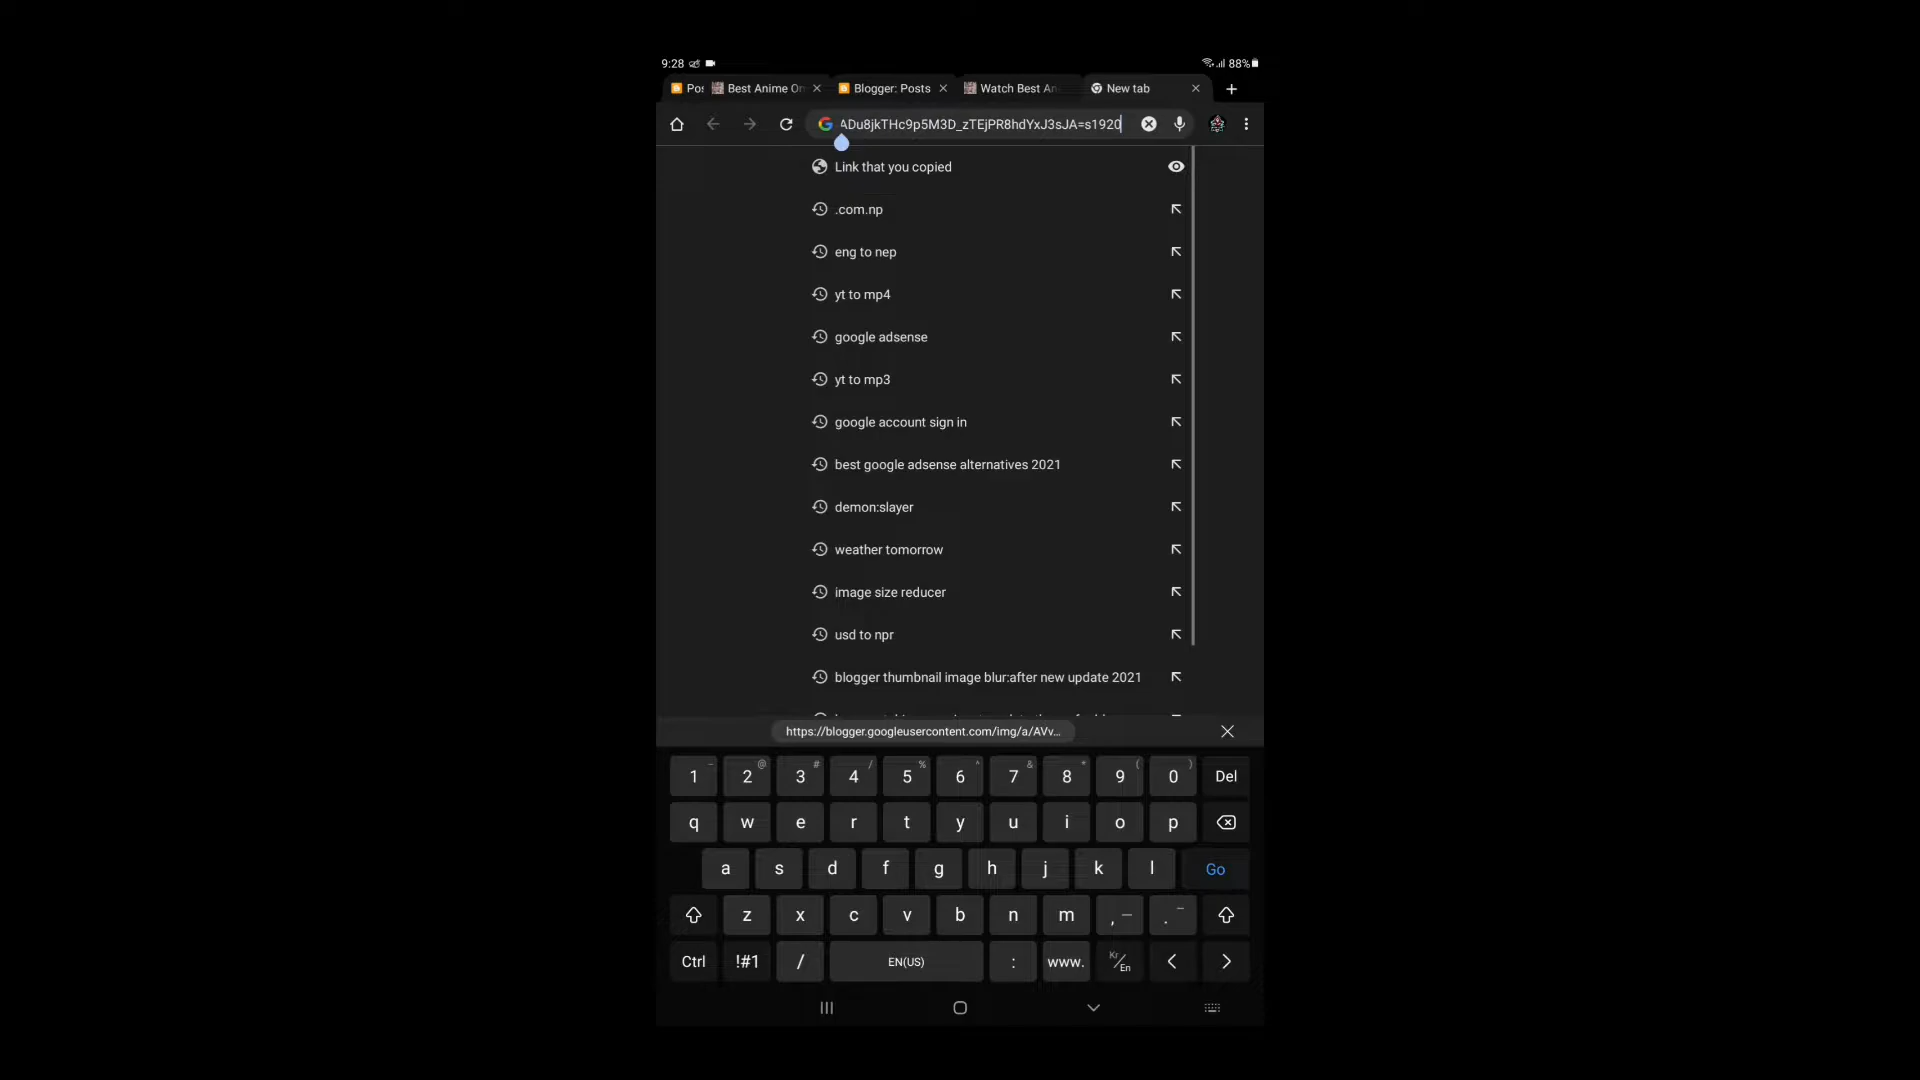 9:28 88%
Pos Best Anime On Blogger: Posts Watch Best An New tab
ADu8jkTHc9p5M3D_zTEjPR8hdYxJ3sJA=s1920
Link that you copied
.com.np
eng to nep
yt to mp4
google adsense
yt to mp3
google account sign in
best google adsense alternatives 2021
demon:slayer
weather tomorrow
image size reducer
usd to npr
blogger thumbnail image blur:after new update 2021
https://blogger.googleusercontent.com/img/a/AVv...
- @ # / % ^ & * ( )
1 2 3 4 5 6 7 8 9 0 Del
q w e r t y u i o p
a s d f g h j k l Go
z x c v b n m , .
Ctrl !#1 / EN(US) : www. Kr/En < >